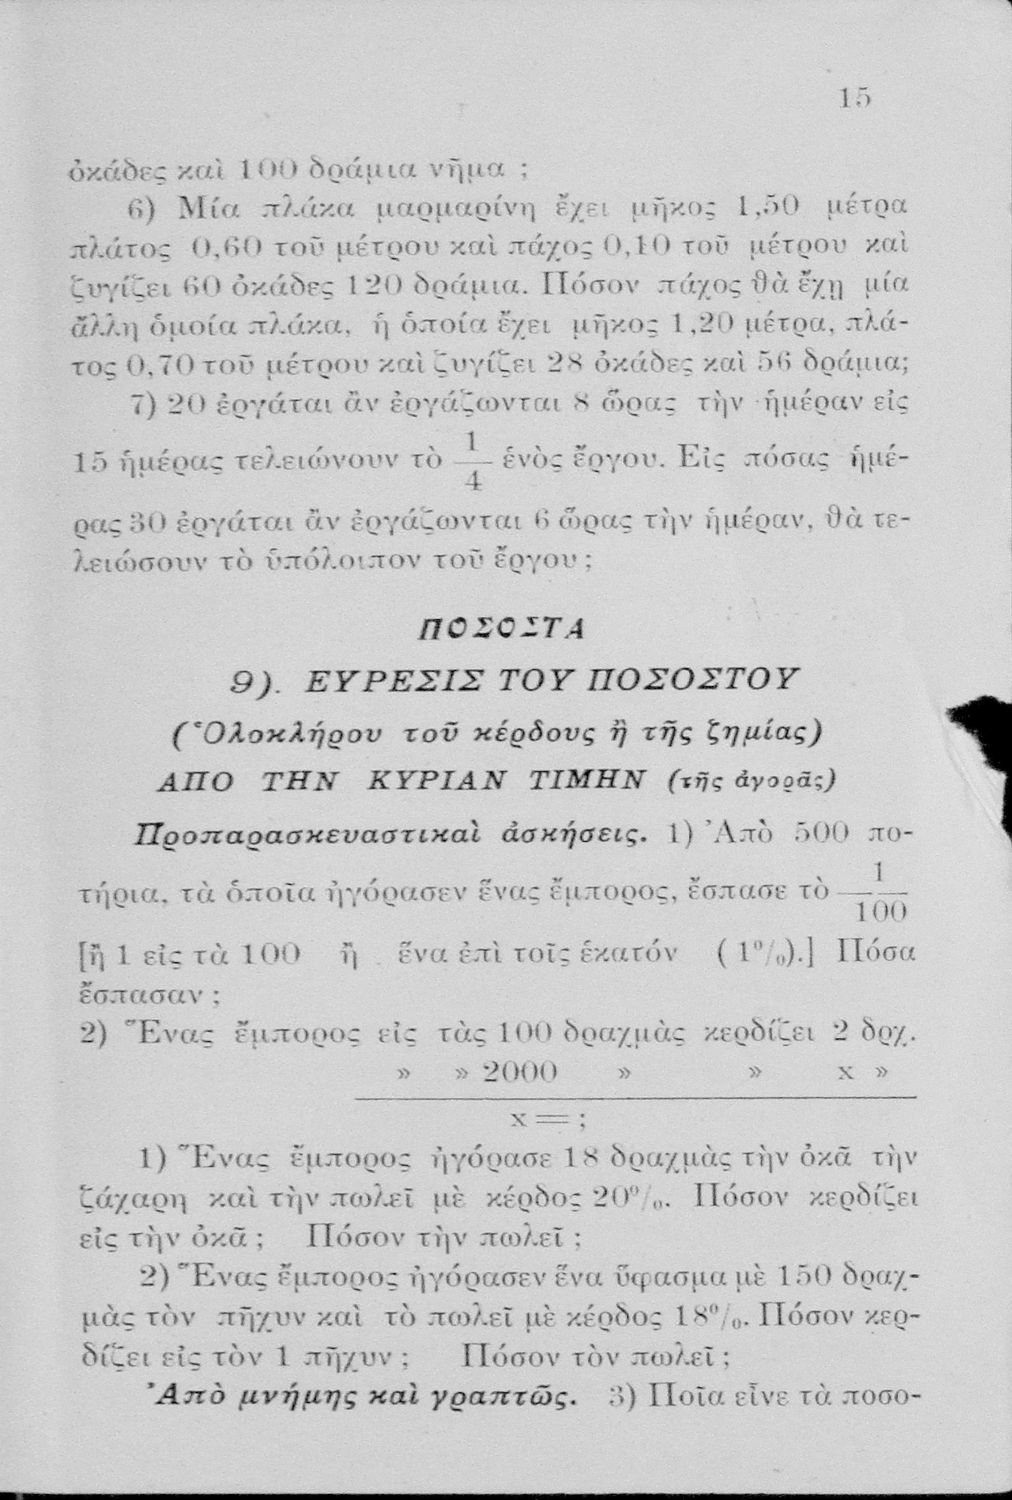 15
ὀκάδες καὶ 100 δράμια νῆμα ;
6) Μία πλάκα μαρμαρίνη ἔχει μῆκος 1,50 μέτρα
πλάτος 0,60 τοῦ μέτρου καὶ πάχος 0,10 τοῦ μέτρου καὶ
ζυγίζει 60 ὀκάδες 120 δράμια. Πόσον πάχος θὰ ἔχῃ μία
ἄλλη ὁμοία πλάκα, ἡ ὁποία ἔχει μῆκος 1,20 μέτρα, πλά-
τος 0,70 τοῦ μέτρου καὶ ζυγίζει 28 ὀκάδες καὶ 56 δράμια;
7) 20 ἐργάται ἂν ἐργάζωνται 8 ὥρας τὴν ἡμέραν εἰς
15 ἡμέρας τελειώνουν τὸ 1/4 ἑνὸς ἔργου. Εἰς πόσας ἡμέ-
ρας 30 ἐργάται ἂν ἐργάζωνται 6 ὥρας τὴν ἡμέραν, θὰ τε-
λειώσουν τὸ ὑπόλοιπον τοῦ ἔργου ;
ΠΟΣΟΣΤΑ
9). ΕΥΡΕΣΙΣ ΤΟΥ ΠΟΣΟΣΤΟΥ
(Ὁλοκλήρου τοῦ κέρδους ἢ τῆς ζημίας)
ΑΠΟ ΤΗΝ ΚΥΡΙΑΝ ΤΙΜΗΝ (τῆς ἀγορᾶς)
Προπαρασκευαστικαὶ ἀσκήσεις. 1) Ἀπὸ 500 πο-
τήρια, τὰ ὁποῖα ἠγόρασεν ἕνας ἔμπορος, ἔσπασε τὸ 1/100
[ἢ 1 εἰς τὰ 100 ἢ ἕνα ἐπὶ τοῖς ἑκατόν ( 1%).] Πόσα
ἔσπασαν ;
2) Ἕνας ἔμπορος εἰς τὰς 100 δραχμὰς κερδίζει 2 δρχ.
» » 2000 » » x »
x = ;
1) Ἕνας ἔμπορος ἠγόρασε 18 δραχμὰς τὴν ὀκᾶ τὴν
ζάχαρη καὶ τὴν πωλεῖ μὲ κέρδος 20%. Πόσον κερδίζει
εἰς τὴν ὀκᾶ ; Πόσον τὴν πωλεῖ ;
2) Ἕνας ἔμπορος ἠγόρασεν ἕνα ὕφασμα μὲ 150 δραχ-
μὰς τὸν πῆχυν καὶ τὸ πωλεῖ μὲ κέρδος 18%. Πόσον κερ-
δίζει εἰς τὸν 1 πῆχυν ; Πόσον τὸν πωλεῖ ;
Ἀπὸ μνήμης καὶ γραπτῶς. 3) Ποῖα εἶνε τὰ ποσο-